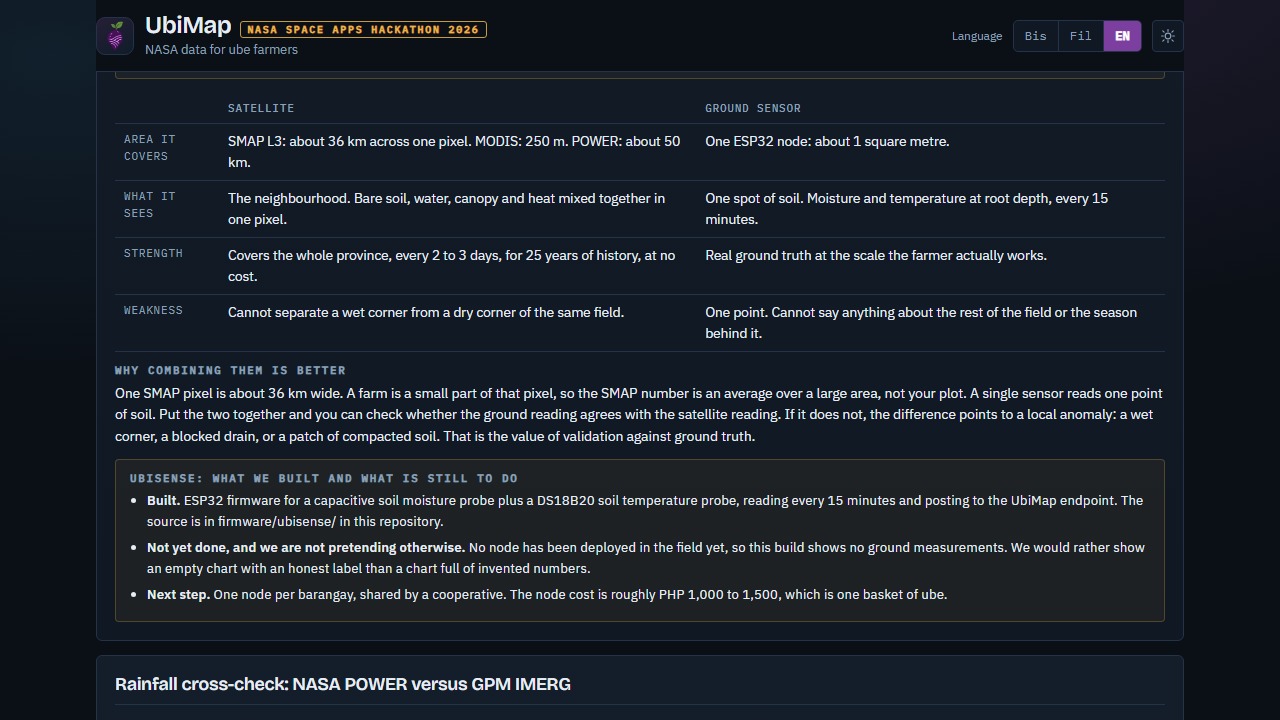 UbiMap
NASA SPACE APPS HACKATHON 2026
NASA data for ube farmers
Language
Bis
Fil
EN
SATELLITE
GROUND SENSOR
AREA IT
COVERS
SMAP L3: about 36 km across one pixel. MODIS: 250 m. POWER: about 50
km.
One ESP32 node: about 1 square metre.
WHAT IT
SEES
The neighbourhood. Bare soil, water, canopy and heat mixed together in
one pixel.
One spot of soil. Moisture and temperature at root depth, every 15
minutes.
STRENGTH
Covers the whole province, every 2 to 3 days, for 25 years of history, at no
cost.
Real ground truth at the scale the farmer actually works.
WEAKNESS
Cannot separate a wet corner from a dry corner of the same field.
One point. Cannot say anything about the rest of the field or the season
behind it.
WHY COMBINING THEM IS BETTER
One SMAP pixel is about 36 km wide. A farm is a small part of that pixel, so the SMAP number is an average over a large area, not your plot. A single sensor reads one point
of soil. Put the two together and you can check whether the ground reading agrees with the satellite reading. If it does not, the difference points to a local anomaly: a wet
corner, a blocked drain, or a patch of compacted soil. That is the value of validation against ground truth.
UBISENSE: WHAT WE BUILT AND WHAT IS STILL TO DO
• Built. ESP32 firmware for a capacitive soil moisture probe plus a DS18B20 soil temperature probe, reading every 15 minutes and posting to the UbiMap endpoint. The
source is in firmware/ubisense/ in this repository.
• Not yet done, and we are not pretending otherwise. No node has been deployed in the field yet, so this build shows no ground measurements. We would rather show
an empty chart with an honest label than a chart full of invented numbers.
• Next step. One node per barangay, shared by a cooperative. The node cost is roughly PHP 1,000 to 1,500, which is one basket of ube.
Rainfall cross-check: NASA POWER versus GPM IMERG